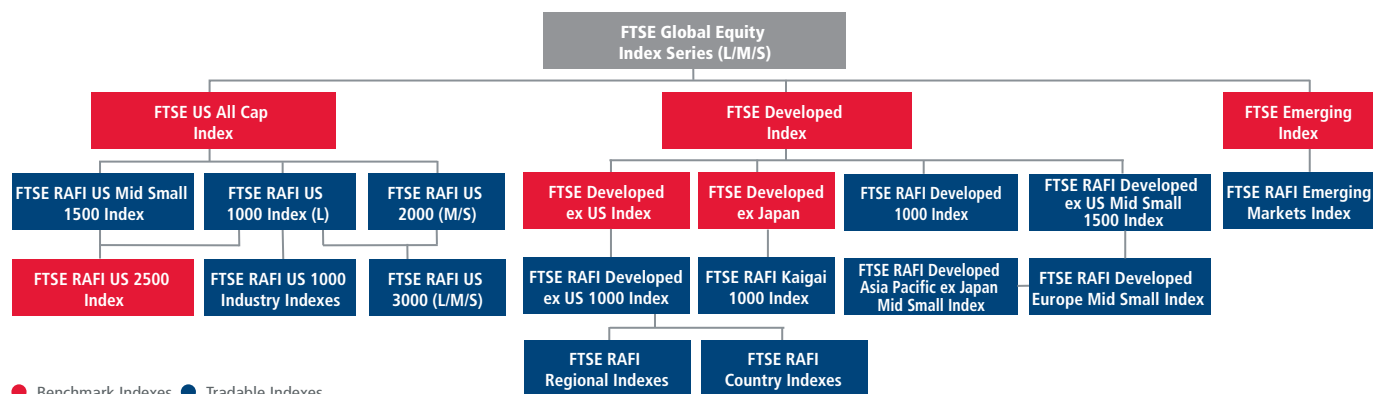 FTSE Global Equity
Index Series (L/M/S)
FTSE US All Cap
Index
FTSE Developed
Index
FTSE Emerging
Index
FTSE RAFI US Mid Small
1500 Index
FTSE RAFI US
1000 Index (L)
FTSE RAFI US
2000 (M/S)
FTSE Developed
ex US Index
FTSE Developed
ex Japan
FTSE RAFI Developed
1000 Index
FTSE RAFI Developed
ex US Mid Small
1500 Index
FTSE RAFI Emerging
Markets Index
FTSE RAFI US 2500
Index
FTSE RAFI US 1000
Industry Indexes
FTSE RAFI US
3000 (L/M/S)
FTSE RAFI Developed
ex US 1000 Index
FTSE RAFI Kaigai
1000 Index
FTSE RAFI Developed
Asia Pacific ex Japan
Mid Small Index
FTSE RAFI Developed
Europe Mid Small Index
FTSE RAFI
Regional Indexes
FTSE RAFI
Country Indexes
Benchmark Indexes Tradable Indexes